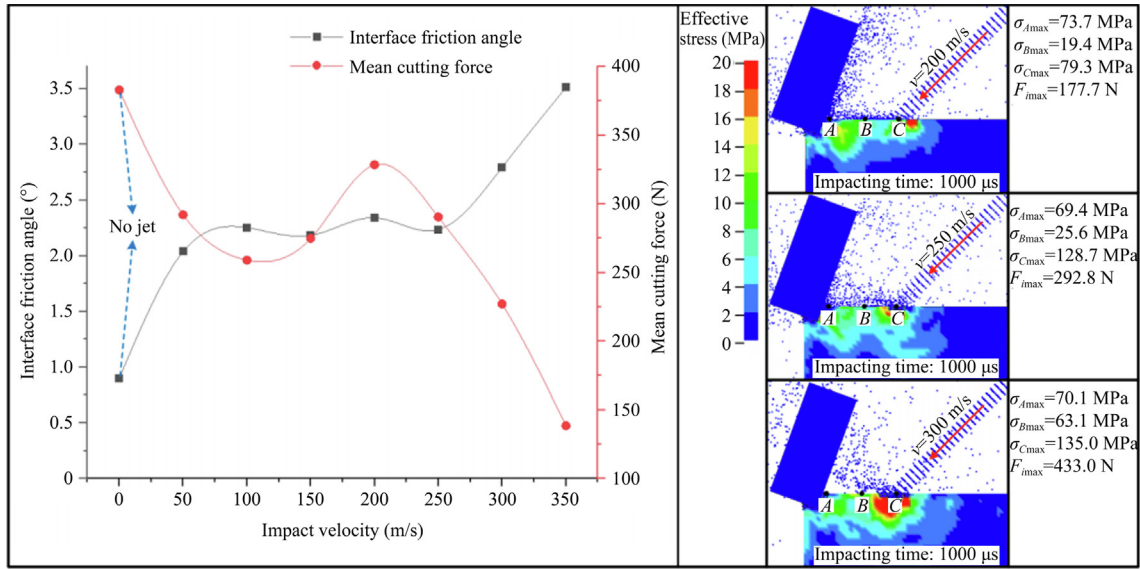 Interface friction angle
Mean cutting force
Interface friction angle (°)
3.5
3.0
2.5
2.0
1.5
1.0
0.5
0
No jet
0
50
100
150
200
250
300
350
Impact velocity (m/s)
400
350
300
250
200
150
100
Mean cutting force (N)
Effective
stress (MPa)
20
18
16
14
12
10
8
6
4
2
0
v=200 m/s
A B C
Impacting time: 1000 μs
σAmax=73.7 MPa
σBmax=19.4 MPa
σCmax=79.3 MPa
Fimax=177.7 N
v=250 m/s
A B C
Impacting time: 1000 μs
σAmax=69.4 MPa
σBmax=25.6 MPa
σCmax=128.7 MPa
Fimax=292.8 N
v=300 m/s
A B C
Impacting time: 1000 μs
σAmax=70.1 MPa
σBmax=63.1 MPa
σCmax=135.0 MPa
Fimax=433.0 N